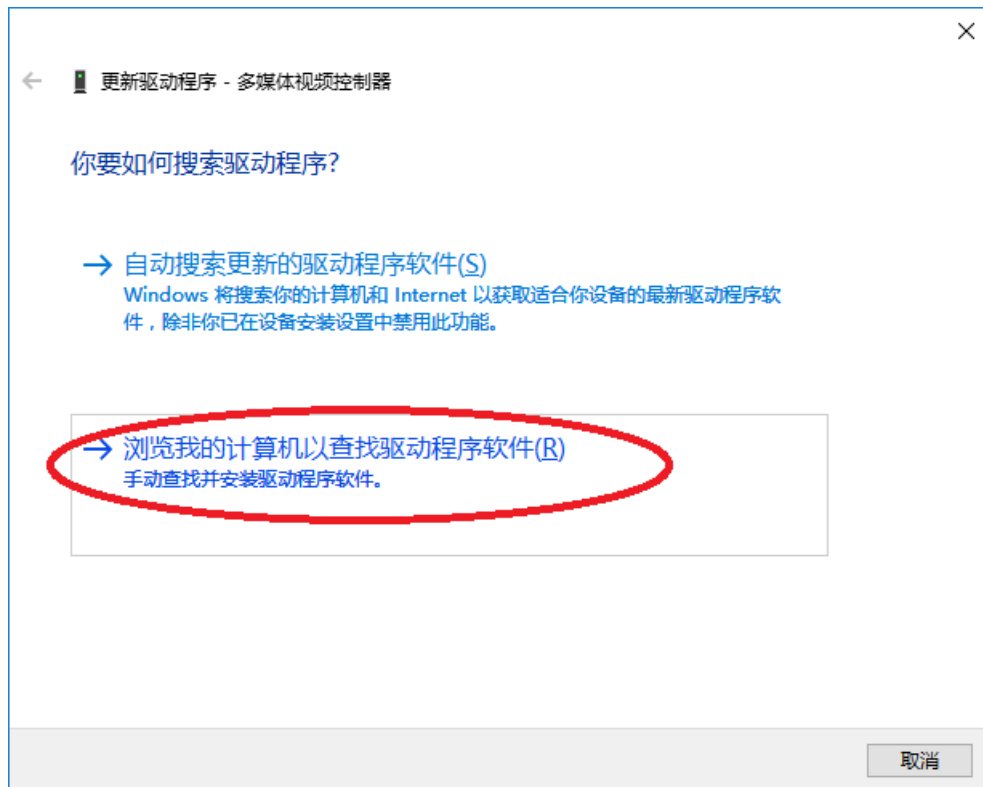 更新驱动程序 - 多媒体视频控制器
你要如何搜索驱动程序?
自动搜索更新的驱动程序软件(S)
Windows 将搜索你的计算机和 Internet 以获取适合你设备的最新驱动程序软
件，除非你已在设备安装设置中禁用此功能。
浏览我的计算机以查找驱动程序软件(R)
手动查找并安装驱动程序软件。
取消